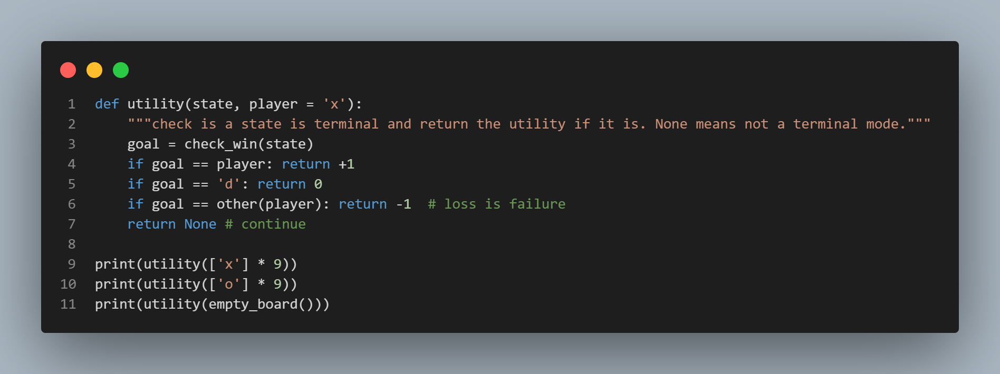 1 def utility(state, player = 'x'):
2     """check is a state is terminal and return the utility if it is. None means not a terminal mode."""
3     goal = check_win(state)
4     if goal == player: return +1
5     if goal == 'd': return 0
6     if goal == other(player): return -1  # loss is failure
7     return None # continue
8
9 print(utility(['x'] * 9))
10 print(utility(['o'] * 9))
11 print(utility(empty_board()))